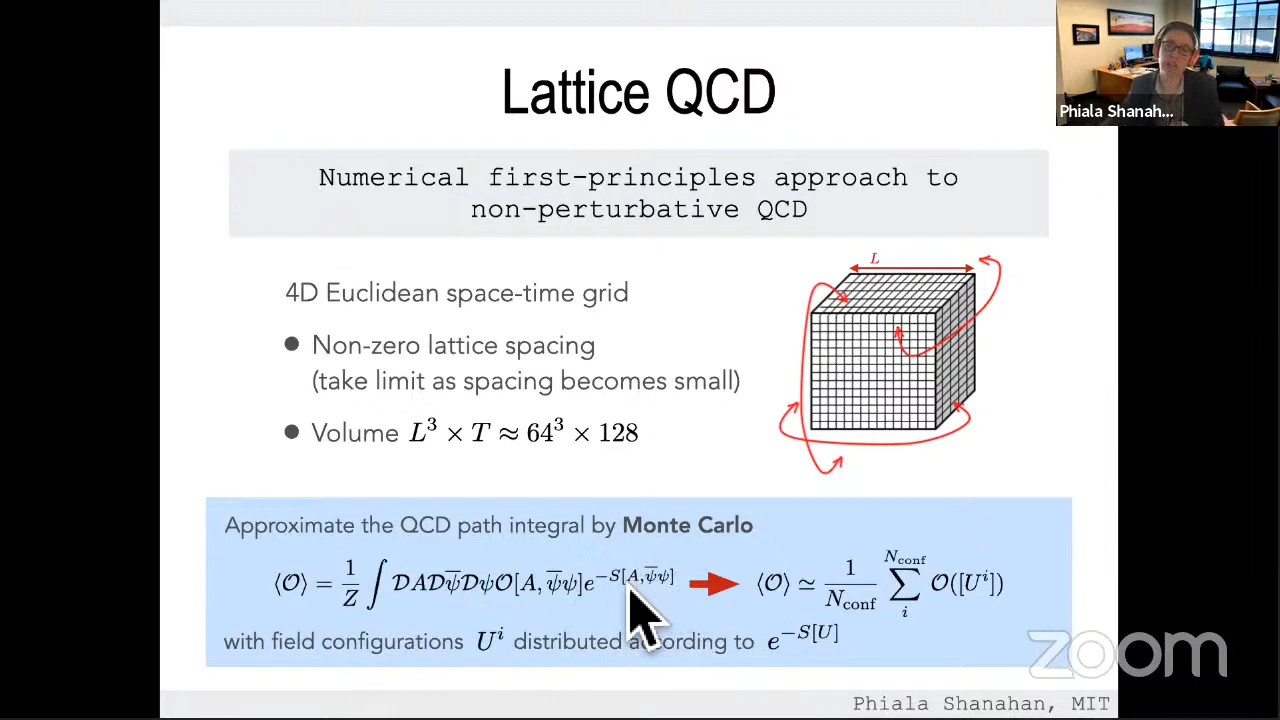 Lattice QCD
Phiala Shanah...
Numerical first-principles approach to
non-perturbative QCD
L
4D Euclidean space-time grid
● Non-zero lattice spacing
(take limit as spacing becomes small)
● Volume L³ × T ≈ 64³ × 128
Approximate the QCD path integral by Monte Carlo
⟨𝒪⟩ = 1/Z ∫ 𝒟A𝒟ψ̅𝒟ψ𝒪[A, ψ̅ψ]e^{−S[A,ψ̅ψ]} ➡ ⟨𝒪⟩ ≃ 1/N_conf ∑_i^{N_conf} 𝒪([U^i])
with field configurations U^i distributed according to e^{−S[U]}
zoom
Phiala Shanahan, MIT